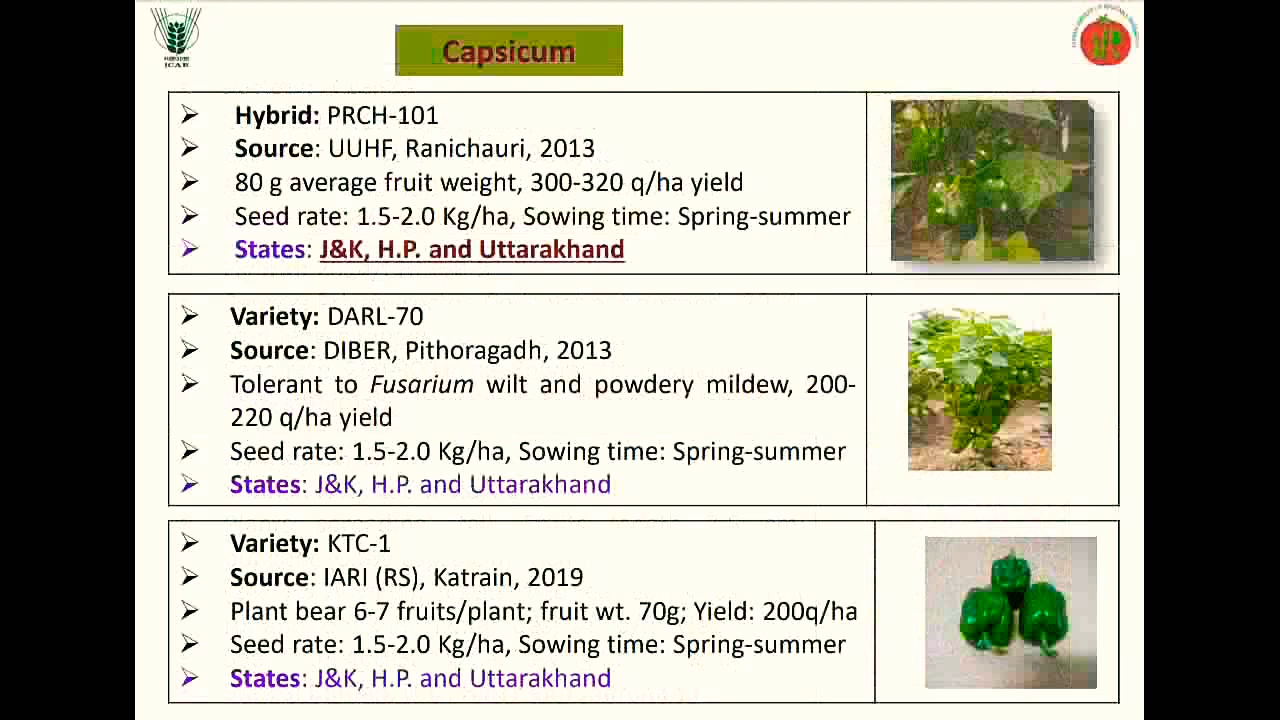 ICAR
Capsicum
➢ Hybrid: PRCH-101
➢ Source: UUHF, Ranichauri, 2013
➢ 80 g average fruit weight, 300-320 q/ha yield
➢ Seed rate: 1.5-2.0 Kg/ha, Sowing time: Spring-summer
➢ States: J&K, H.P. and Uttarakhand
➢ Variety: DARL-70
➢ Source: DIBER, Pithoragadh, 2013
➢ Tolerant to Fusarium wilt and powdery mildew, 200-
220 q/ha yield
➢ Seed rate: 1.5-2.0 Kg/ha, Sowing time: Spring-summer
➢ States: J&K, H.P. and Uttarakhand
➢ Variety: KTC-1
➢ Source: IARI (RS), Katrain, 2019
➢ Plant bear 6-7 fruits/plant; fruit wt. 70g; Yield: 200q/ha
➢ Seed rate: 1.5-2.0 Kg/ha, Sowing time: Spring-summer
➢ States: J&K, H.P. and Uttarakhand